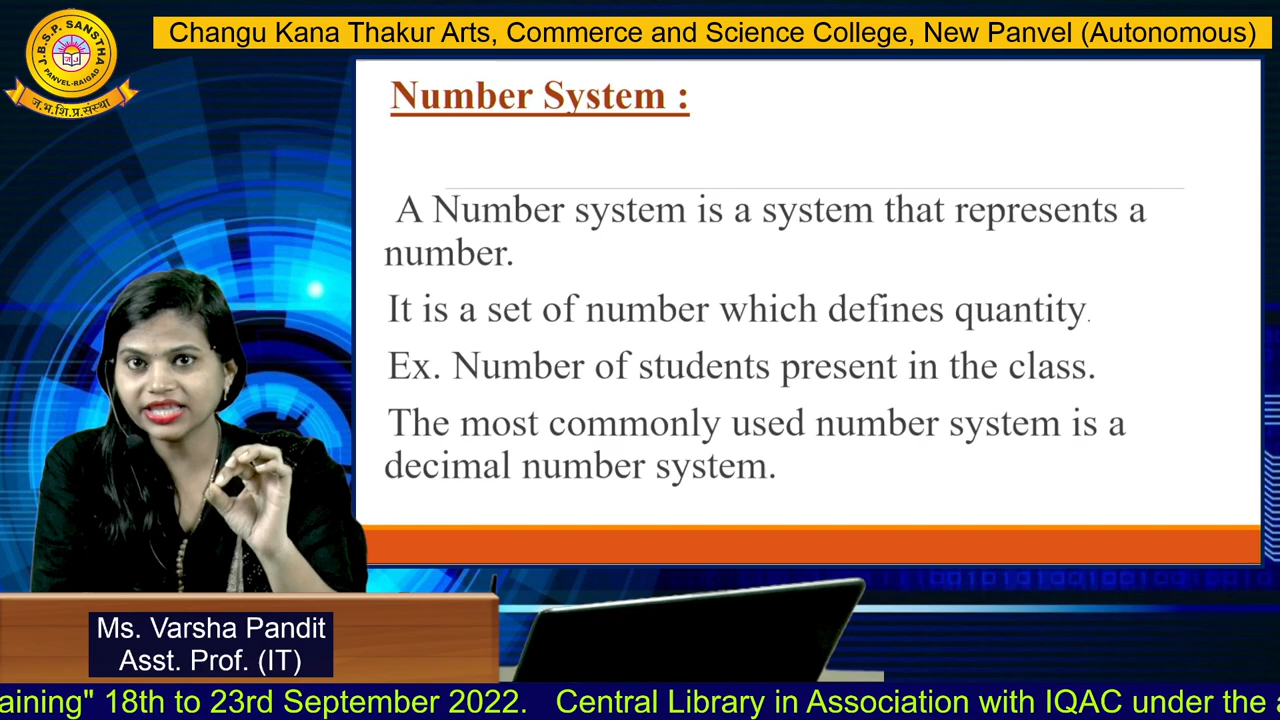 J.B.S.P. SANSTHA
PANVEL-RAIGAD
ज.भ.शि.प्र.संस्था
Changu Kana Thakur Arts, Commerce and Science College, New Panvel (Autonomous)
Number System :
A Number system is a system that represents a
number.
It is a set of number which defines quantity.
Ex. Number of students present in the class.
The most commonly used number system is a
decimal number system.
Ms. Varsha Pandit
Asst. Prof. (IT)
aining" 18th to 23rd September 2022. Central Library in Association with IQAC under the